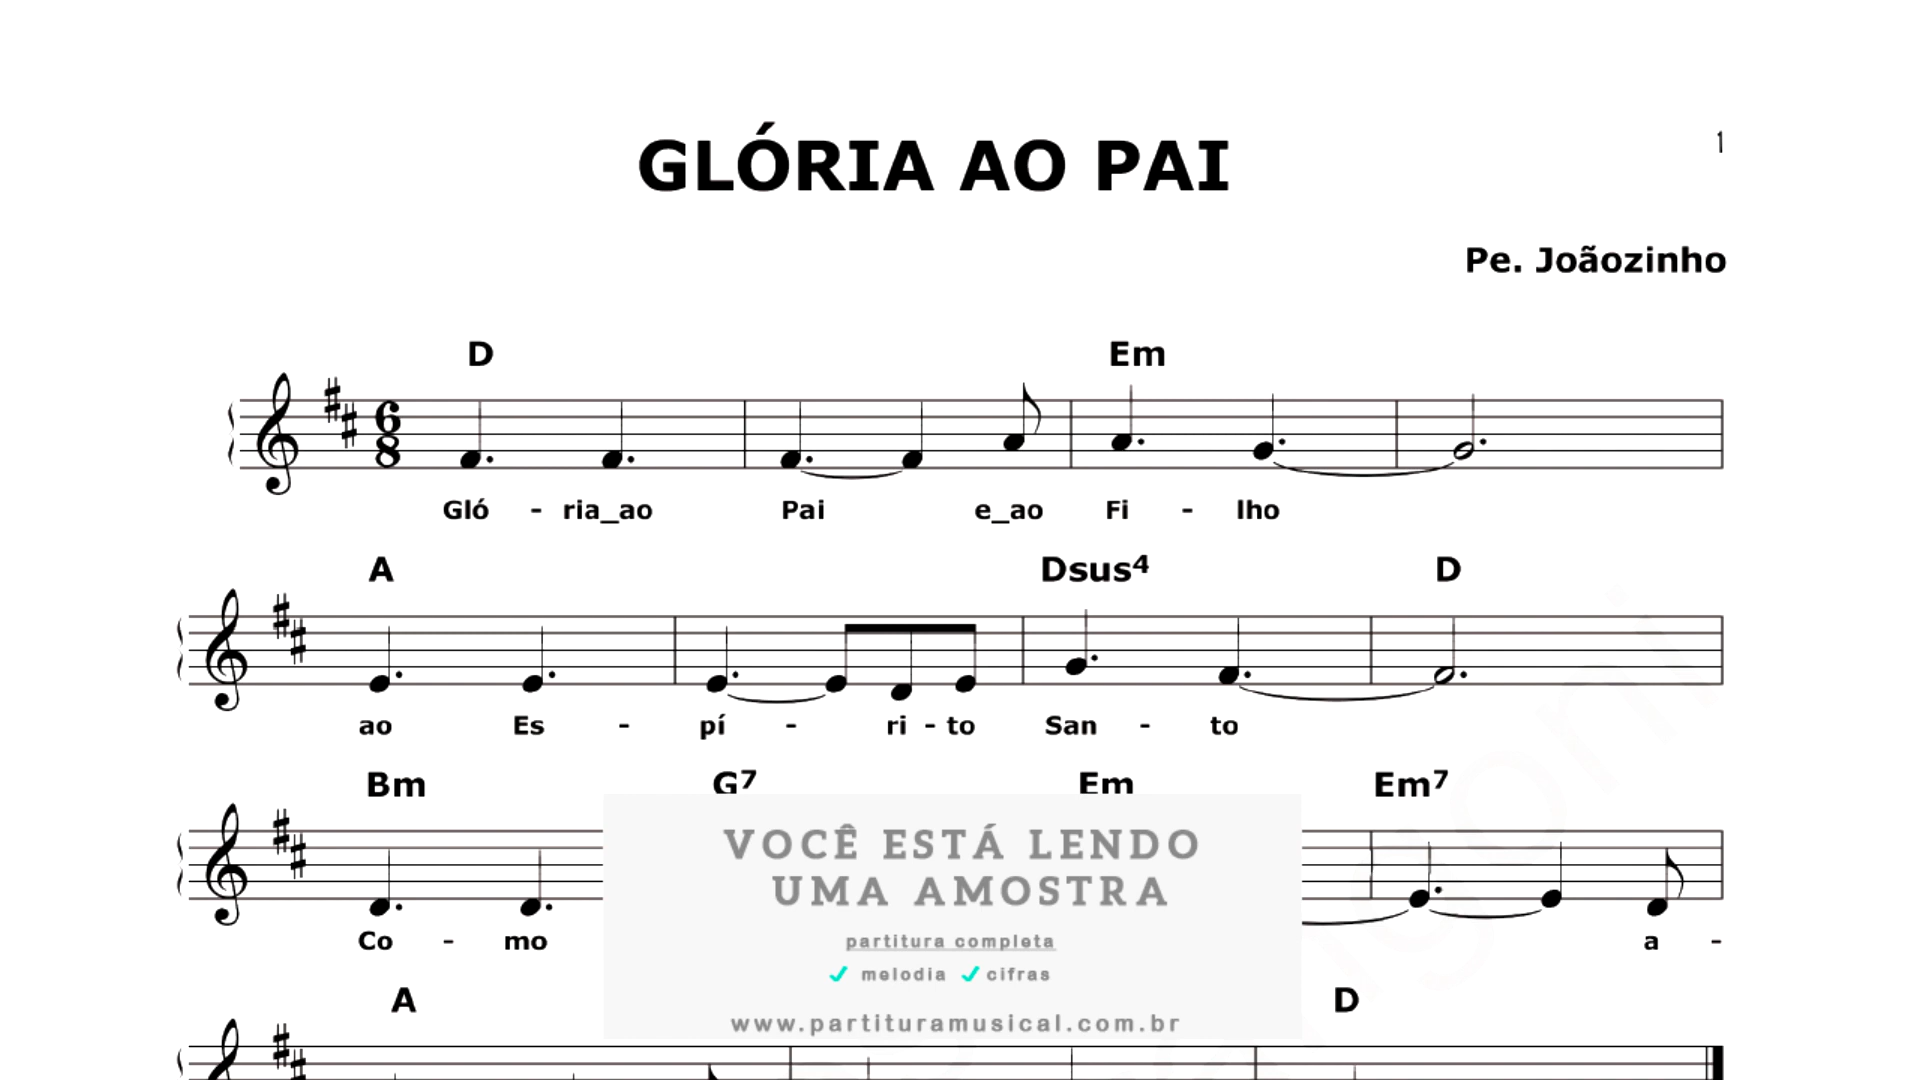 1
GLÓRIA AO PAI
Pe. Joãozinho
D Em
6
8
Gló - ria_ao Pai e_ao Fi - lho
A Dsus4 D
ao Es - pí - ri - to San - to
Bm G7 Em Em7
VOCÊ ESTÁ LENDO
UMA AMOSTRA
Co - mo a -
partitura completa
melodia cifras
A D
www.partituramusical.com.br